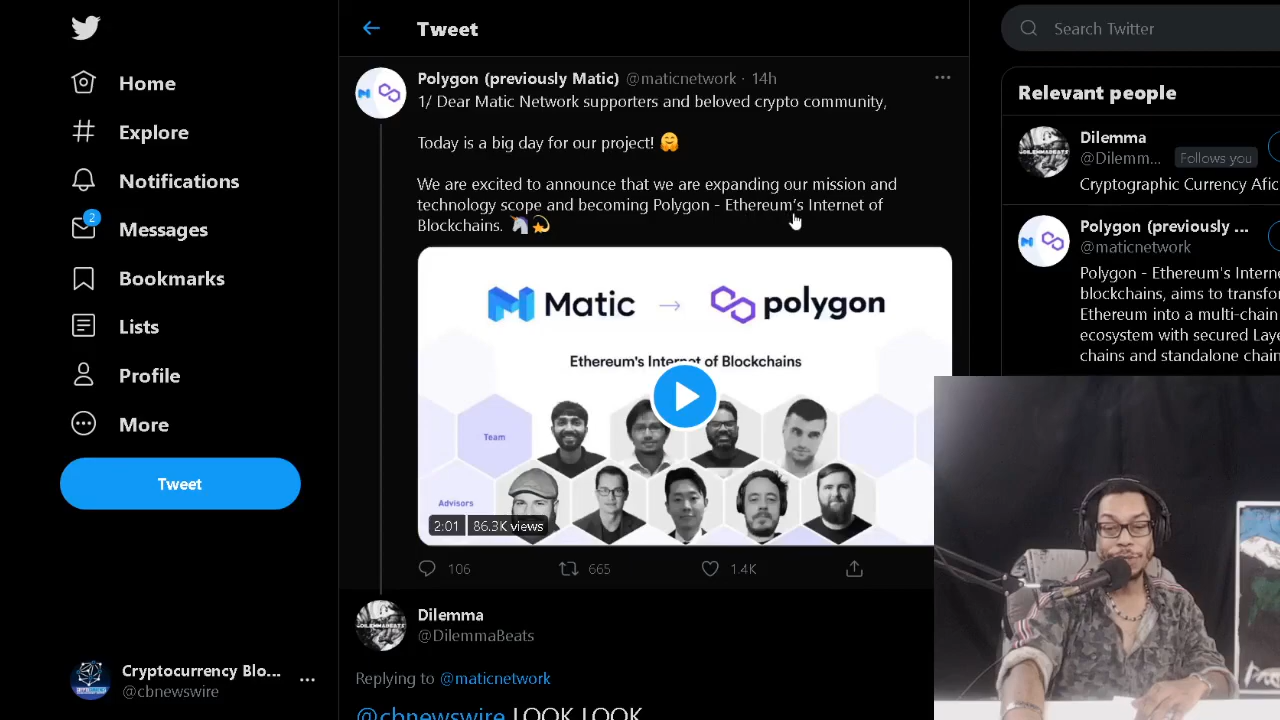 Home
Explore
Notifications
2
Messages
Bookmarks
Lists
Profile
More
Tweet
Cryptocurrency Blo...
@cbnewswire
Tweet
Polygon (previously Matic) @maticnetwork · 14h
1/ Dear Matic Network supporters and beloved crypto community,
Today is a big day for our project! 🤗
We are excited to announce that we are expanding our mission and
technology scope and becoming Polygon - Ethereum's Internet of
Blockchains. 🦄💫
Matic → polygon
Ethereum's Internet of Blockchains
Team
Advisors
2:01 86.3K views
106 665 1.4K
Dilemma
@DilemmaBeats
Replying to @maticnetwork
@cbnewswire LOOK LOOK
Search Twitter
Relevant people
Dilemma
@Dilemm... Follows you
Cryptographic Currency Afic
Polygon (previously ...
@maticnetwork
Polygon - Ethereum's Interne
blockchains, aims to transfo
Ethereum into a multi-chain
ecosystem with secured Laye
chains and standalone chain